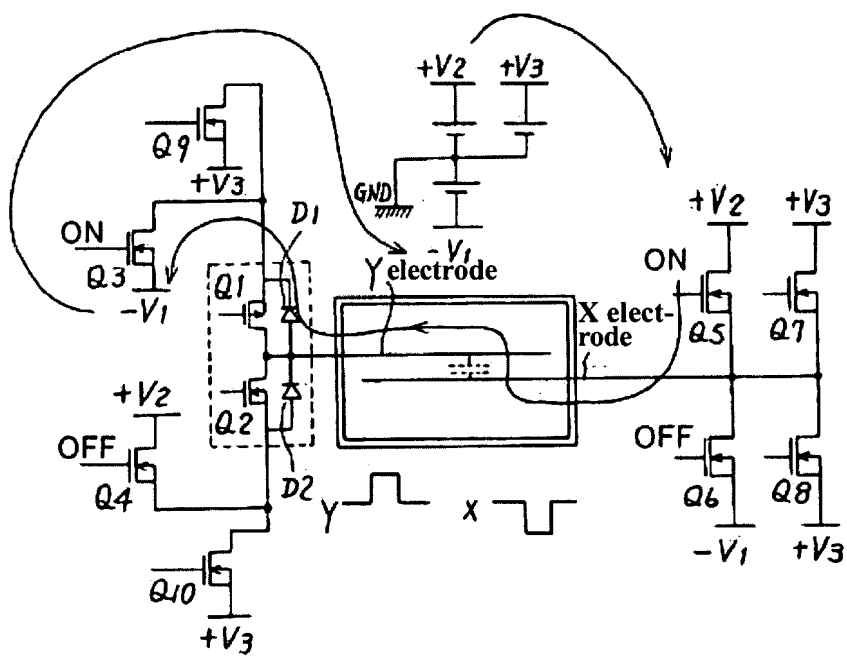 +V2
+V3
Q9
+V3
GND
-V1
D1
ON
Q3
-V1
Q1
Y electrode
+V2
+V3
ON
Q5
Q7
X elect-
rode
Q2
+V2
OFF
Q4
D2
Y
X
OFF
Q6
Q8
-V1
+V3
Q10
+V3